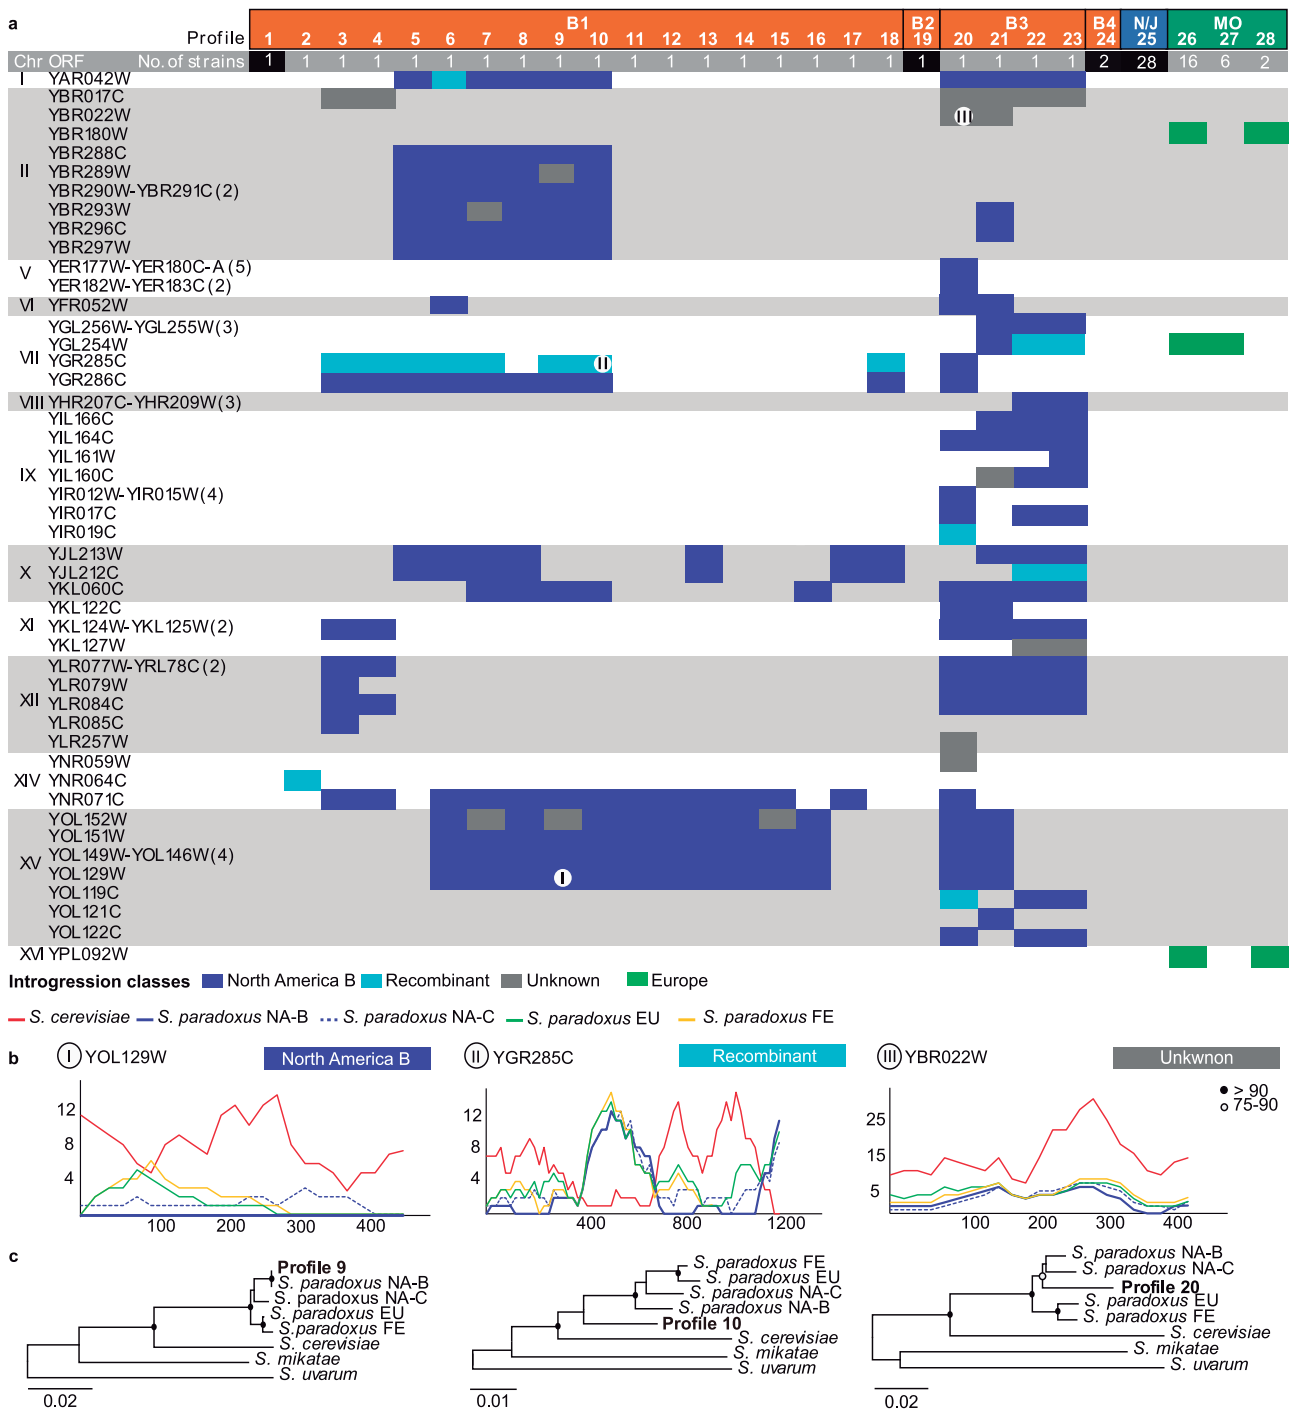 a
B1 B2 B3 B4 N/J MO
Profile 1 2 3 4 5 6 7 8 9 10 11 12 13 14 15 16 17 18 19 20 21 22 23 24 25 26 27 28
Chr ORF No. of strains 1 1 1 1 1 1 1 1 1 1 1 1 1 1 1 1 1 1 1 1 1 1 1 2 28 16 6 2
I YAR042W
YBR017C
YBR022W III
YBR180W
YBR288C
II YBR289W
YBR290W-YBR291C (2)
YBR293W
YBR296C
YBR297W
V YER177W-YER180C-A (5)
YER182W-YER183C (2)
VI YFR052W
YGL256W-YGL255W (3)
YGL254W
VII YGR285C II
YGR286C
VIII YHR207C-YHR209W (3)
YIL166C
YIL164C
YIL161W
IX YIL160C
YIR012W-YIR015W (4)
YIR017C
YIR019C
YJL213W
X YJL212C
YKL060C
YKL122C
XI YKL124W-YKL125W (2)
YKL127W
YLR077W-YRL78C (2)
YLR079W
XII YLR084C
YLR085C
YLR257W
YNR059W
XIV YNR064C
YNR071C
YOL152W
YOL151W
XV YOL149W-YOL146W (4)
YOL129W I
YOL119C
YOL121C
YOL122C
XVI YPL092W
Introgression classes North America B Recombinant Unknown Europe
S. cerevisiae S. paradoxus NA-B S. paradoxus NA-C S. paradoxus EU S. paradoxus FE
b
I YOL129W North America B
12
8
4
100 200 300 400
II YGR285C Recombinant
12
8
4
400 800 1200
III YBR022W Unkwnon
> 90
75-90
25
15
5
100 200 300 400
c
Profile 9
S. paradoxus NA-B
S. paradoxus NA-C
S. paradoxus EU
S. paradoxus FE
S. cerevisiae
S. mikatae
S. uvarum
0.02
S. paradoxus FE
S. paradoxus EU
S. paradoxus NA-C
S. paradoxus NA-B
Profile 10
S. cerevisiae
S. mikatae
S. uvarum
0.01
S. paradoxus NA-B
S. paradoxus NA-C
Profile 20
S. paradoxus EU
S. paradoxus FE
S. cerevisiae
S. mikatae
S. uvarum
0.02